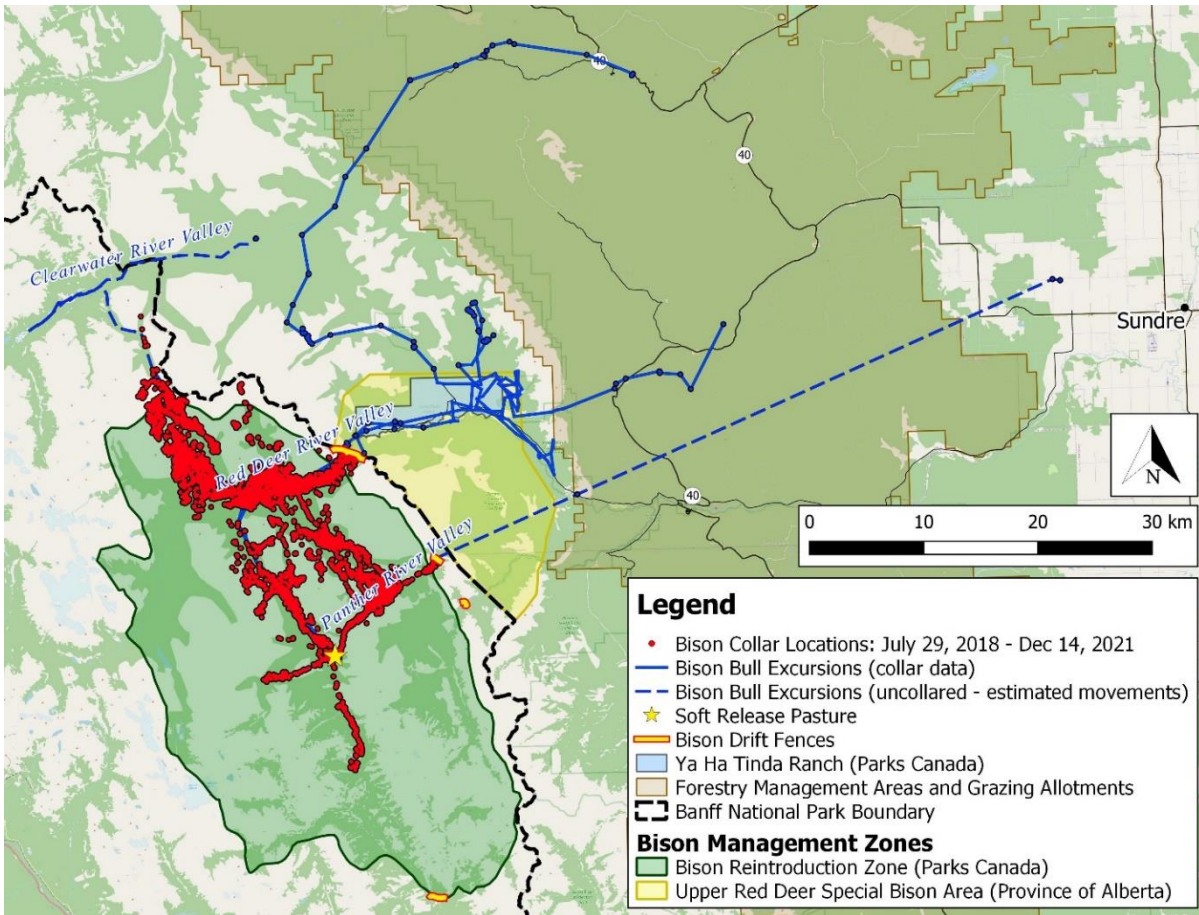 40
40
Clearwater River Valley
Sundre
Red Deer River Valley
N
40
0 10 20 30 km
Panther River Valley
Legend
Bison Collar Locations: July 29, 2018 - Dec 14, 2021
Bison Bull Excursions (collar data)
Bison Bull Excursions (uncollared - estimated movements)
Soft Release Pasture
Bison Drift Fences
Ya Ha Tinda Ranch (Parks Canada)
Forestry Management Areas and Grazing Allotments
Banff National Park Boundary
Bison Management Zones
Bison Reintroduction Zone (Parks Canada)
Upper Red Deer Special Bison Area (Province of Alberta)